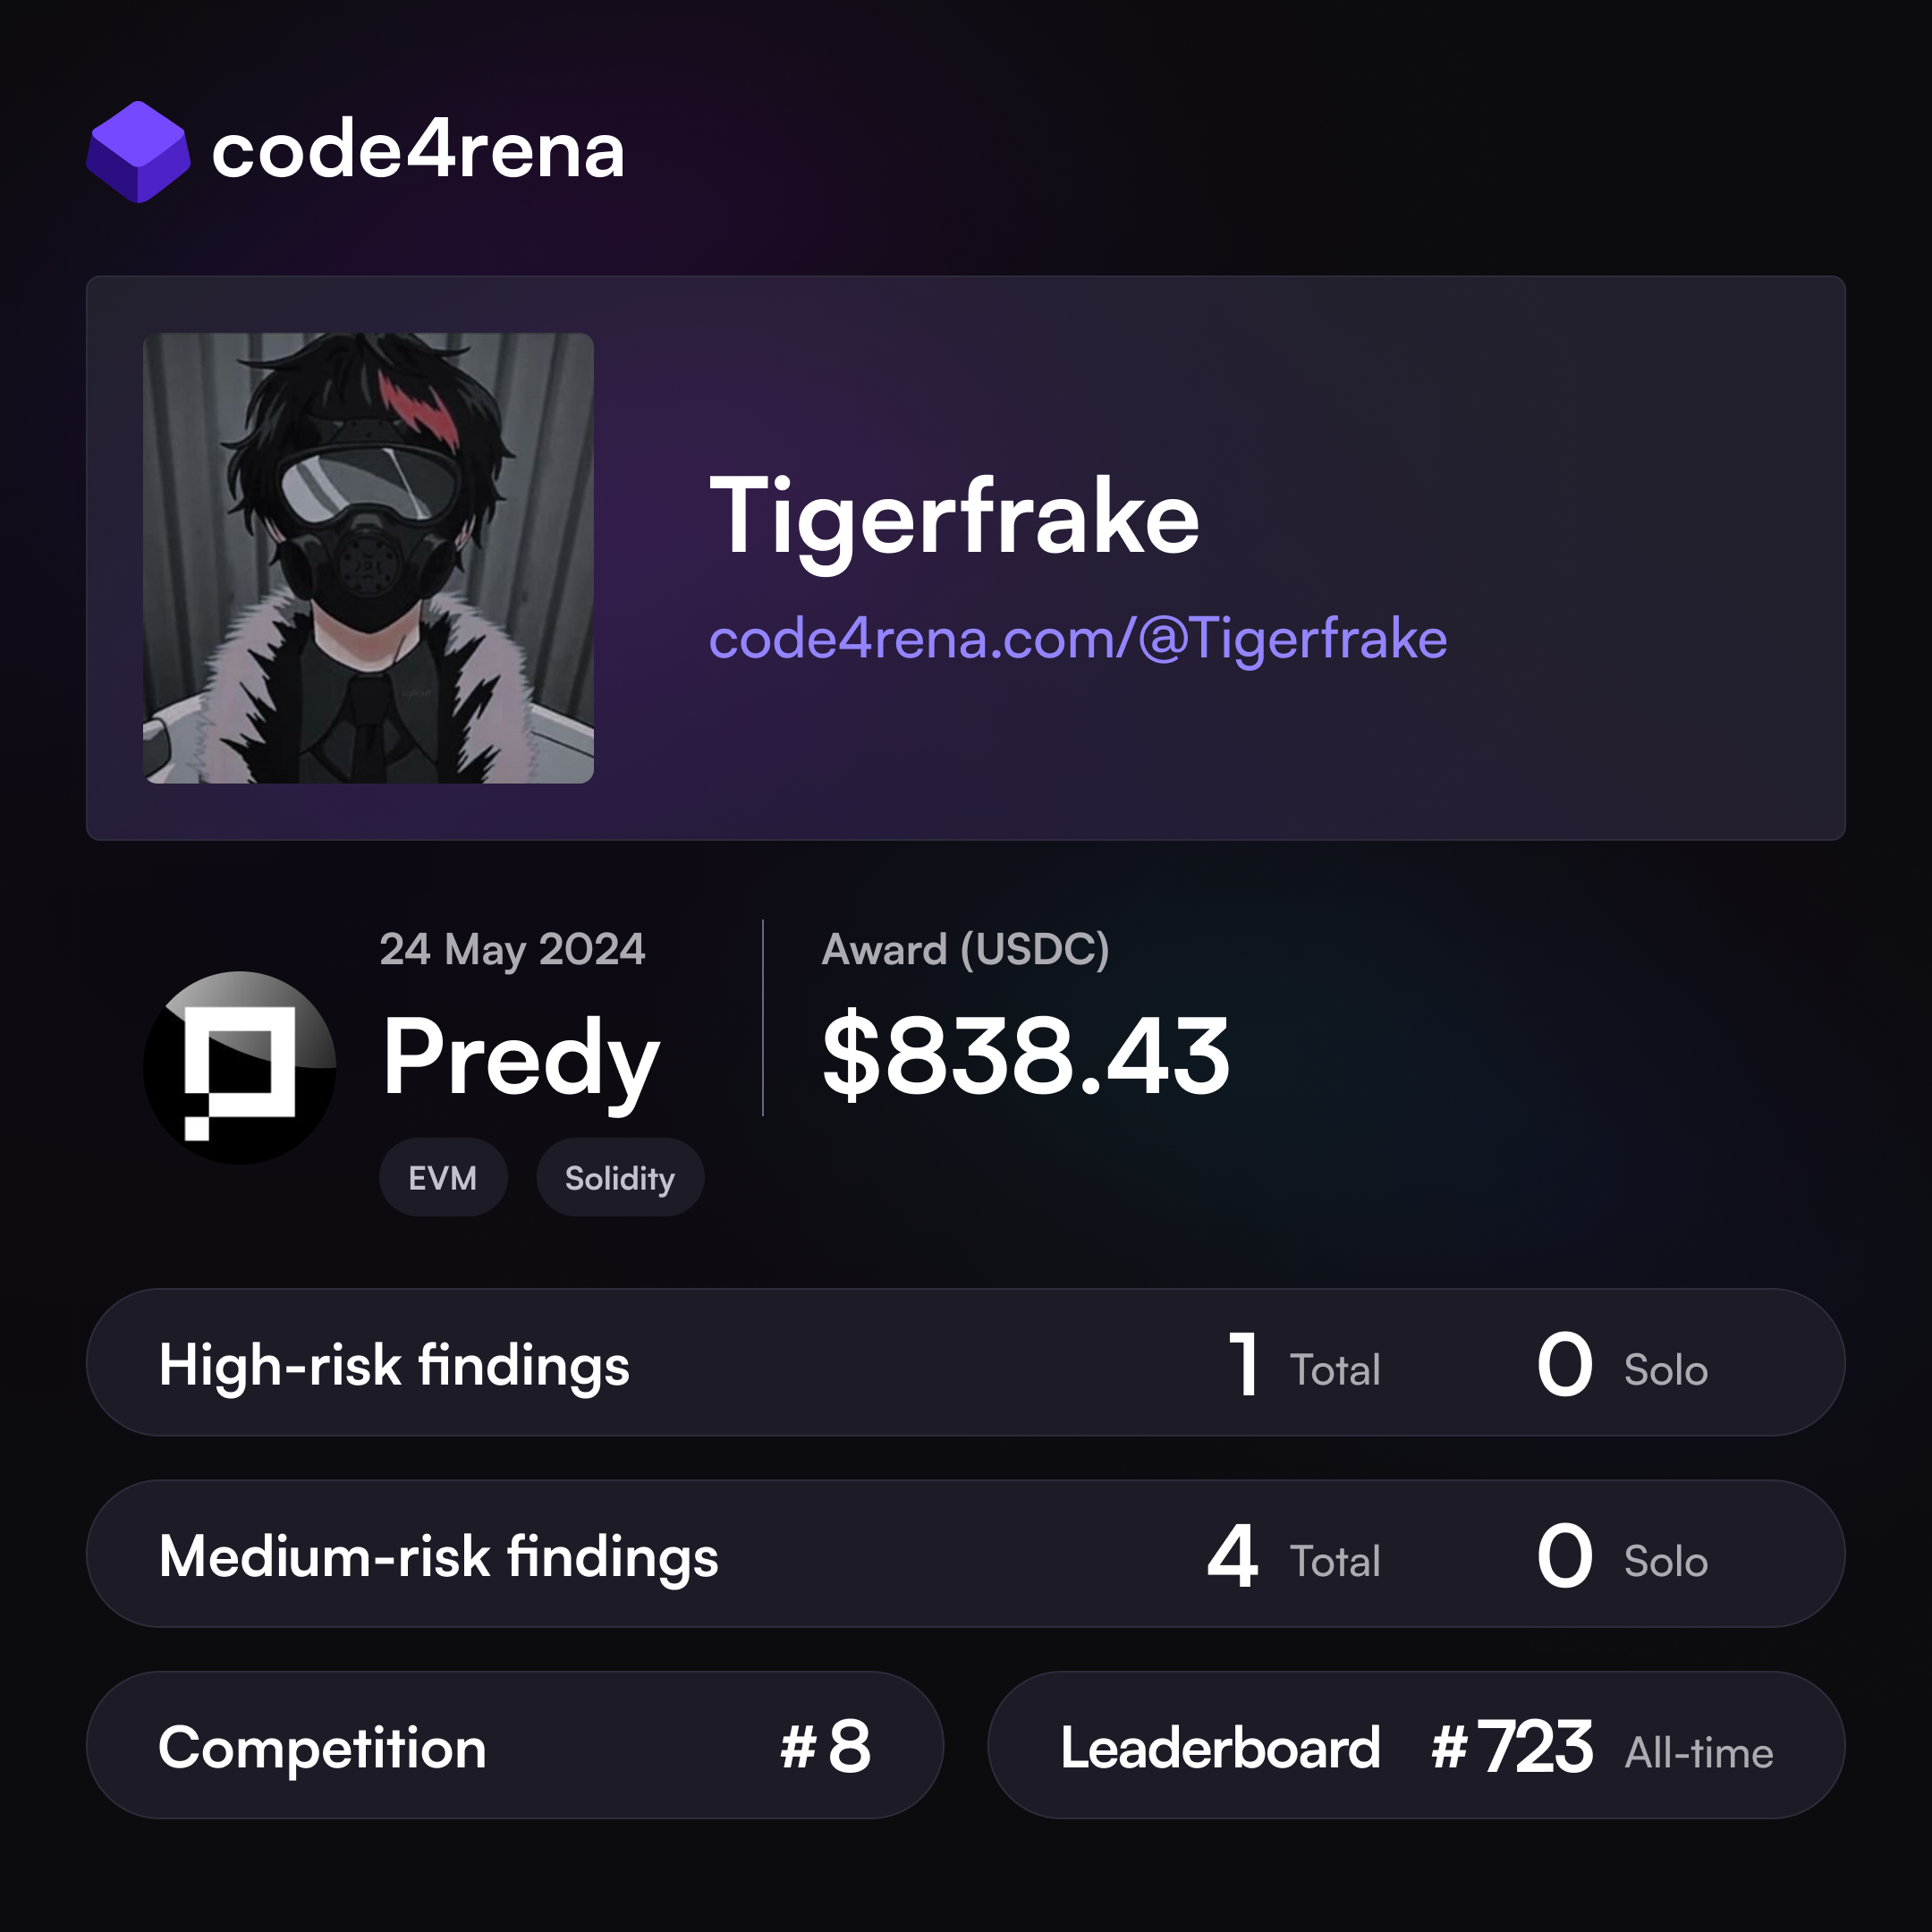 code4rena
Tigerfrake
code4rena.com/@Tigerfrake
24 May 2024
Predy
EVM Solidity
Award (USDC)
$838.43
High-risk findings 1 Total 0 Solo
Medium-risk findings 4 Total 0 Solo
Competition #8
Leaderboard #723 All-time